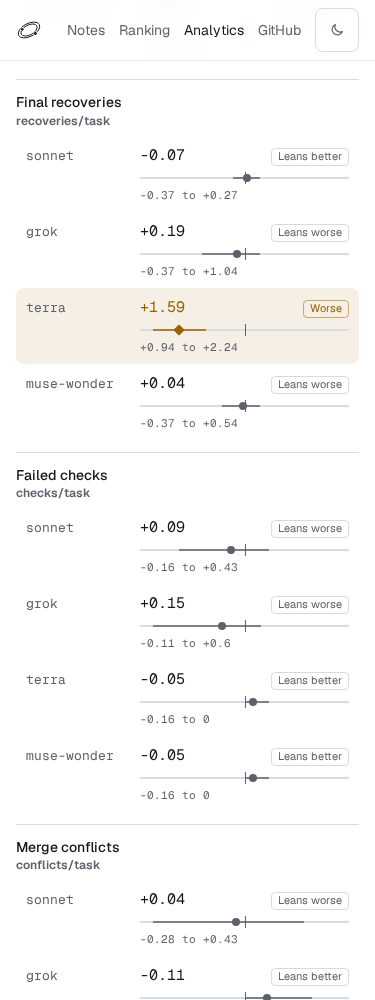 Notes Ranking Analytics GitHub
Final recoveries
recoveries/task
sonnet -0.07 Leans better
-0.37 to +0.27
grok +0.19 Leans worse
-0.37 to +1.04
terra +1.59 Worse
+0.94 to +2.24
muse-wonder +0.04 Leans worse
-0.37 to +0.54
Failed checks
checks/task
sonnet +0.09 Leans worse
-0.16 to +0.43
grok +0.15 Leans worse
-0.11 to +0.6
terra -0.05 Leans better
-0.16 to 0
muse-wonder -0.05 Leans better
-0.16 to 0
Merge conflicts
conflicts/task
sonnet +0.04 Leans worse
-0.28 to +0.43
grok -0.11 Leans better